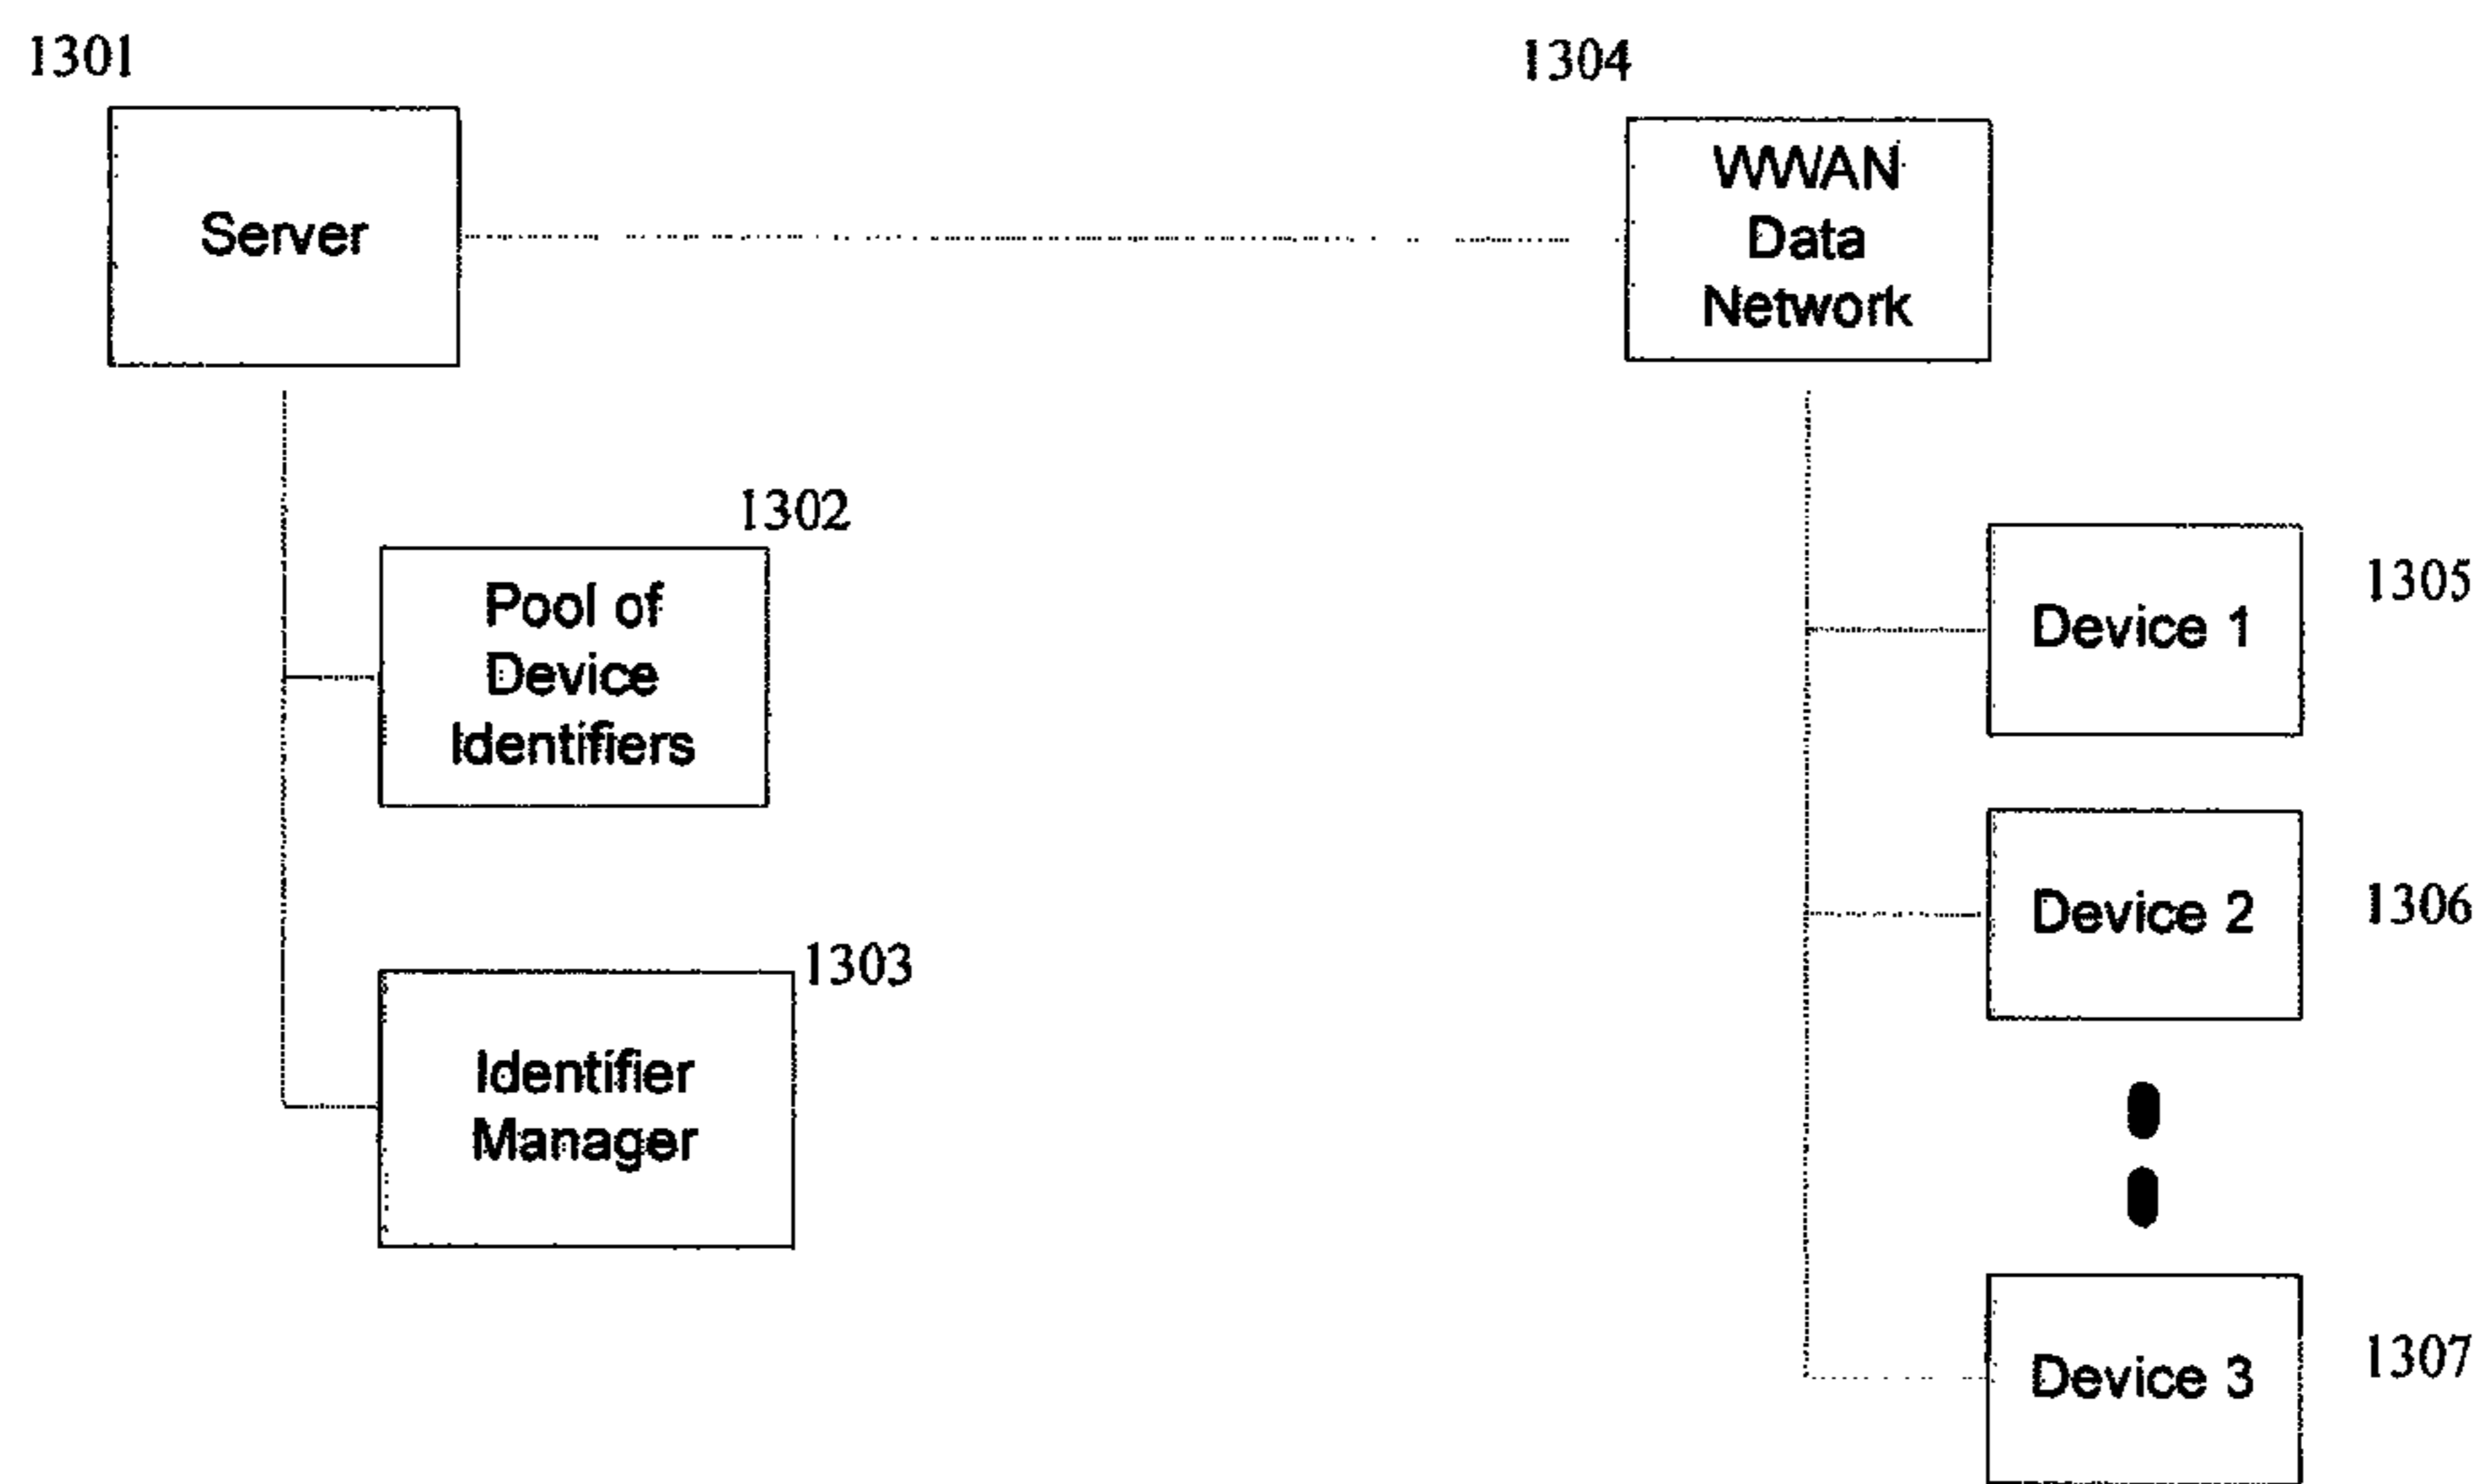 1301
Server
1304
WWAN
Data
Network
1302
Pool of
Device
Identifiers
1303
Identifier
Manager
Device 1
1305
Device 2
1306
Device 3
1307